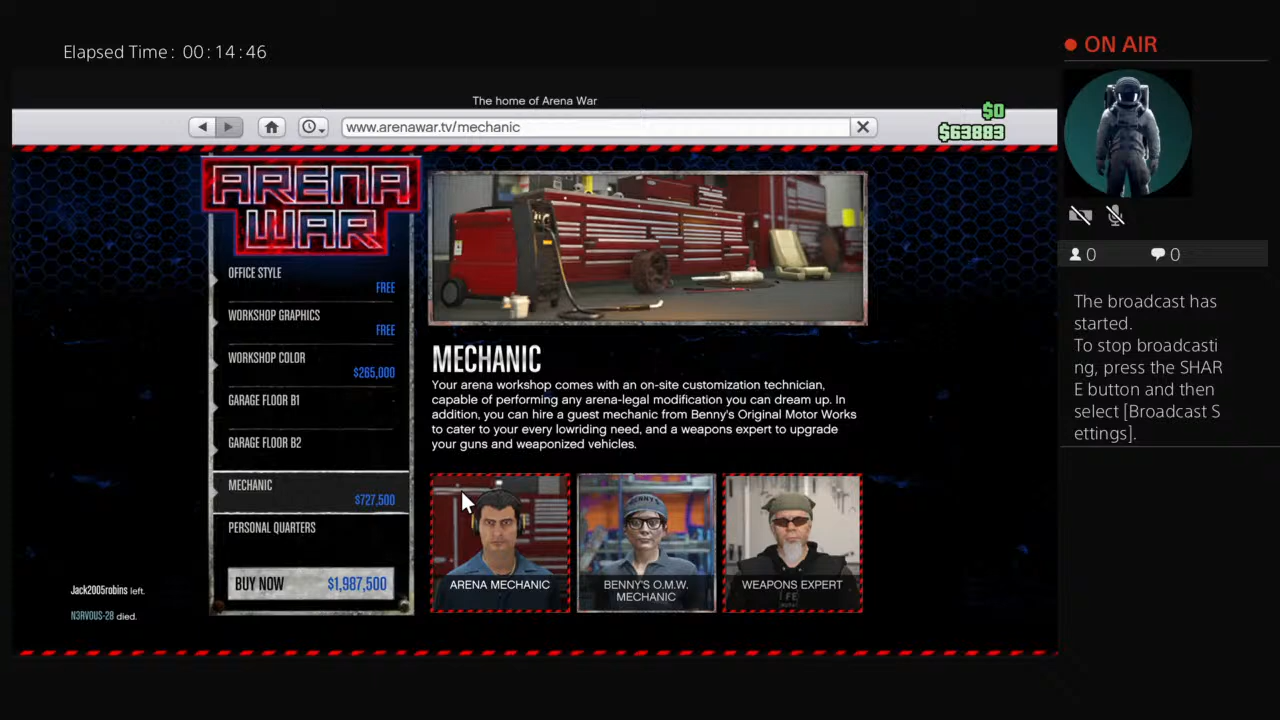 Elapsed Time: 00:14:46
ON AIR
The home of Arena War
www.arenawar.tv/mechanic
$0
$63883
ARENA
WAR
OFFICE STYLE
FREE
WORKSHOP GRAPHICS
FREE
WORKSHOP COLOR
$265,000
GARAGE FLOOR B1
GARAGE FLOOR B2
MECHANIC
$727,500
PERSONAL QUARTERS
BUY NOW $1,987,500
MECHANIC
Your arena workshop comes with an on-site customization technician,
capable of performing any arena-legal modification you can dream up. In
addition, you can hire a guest mechanic from Benny's Original Motor Works
to cater to your every lowriding need, and a weapons expert to upgrade
your guns and weaponized vehicles.
ARENA MECHANIC
BENNY'S O.M.W.
MECHANIC
WEAPONS EXPERT
Jack2005robins left.
N3RVOUS-28 died.
0
0
The broadcast has
started.
To stop broadcasti
ng, press the SHAR
E button and then
select [Broadcast S
ettings].